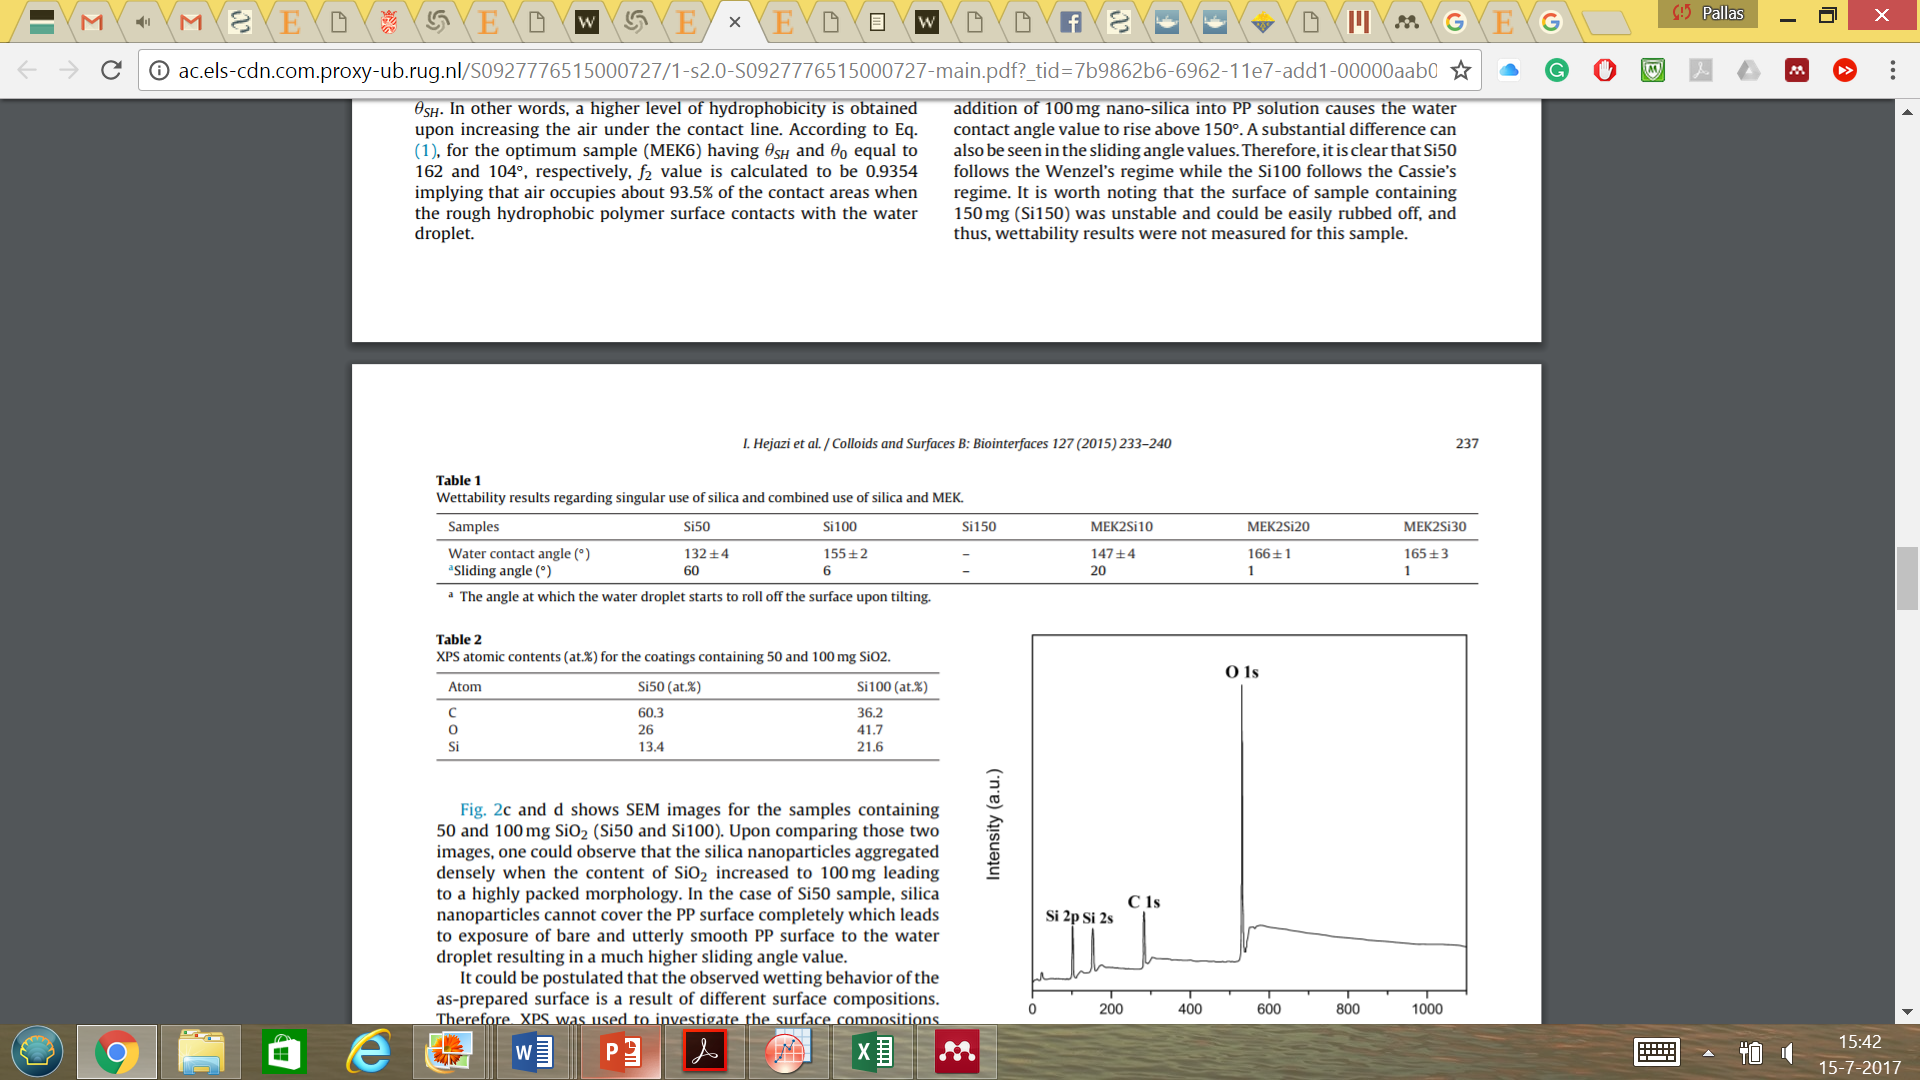 Pallas
ac.els-cdn.com.proxy-ub.rug.nl/S0927776515000727/1-s2.0-S0927776515000727-main.pdf?_tid=7b9862b6-6962-11e7-add1-00000aab0
θSH. In other words, a higher level of hydrophobicity is obtained
upon increasing the air under the contact line. According to Eq.
(1), for the optimum sample (MEK6) having θSH and θ0 equal to
162 and 104°, respectively, f2 value is calculated to be 0.9354
implying that air occupies about 93.5% of the contact areas when
the rough hydrophobic polymer surface contacts with the water
droplet.
addition of 100 mg nano-silica into PP solution causes the water
contact angle value to rise above 150°. A substantial difference can
also be seen in the sliding angle values. Therefore, it is clear that Si50
follows the Wenzel's regime while the Si100 follows the Cassie's
regime. It is worth noting that the surface of sample containing
150 mg (Si150) was unstable and could be easily rubbed off, and
thus, wettability results were not measured for this sample.
I. Hejazi et al. / Colloids and Surfaces B: Biointerfaces 127 (2015) 233–240 237
Table 1
Wettability results regarding singular use of silica and combined use of silica and MEK.
Samples Si50 Si100 Si150 MEK2Si10 MEK2Si20 MEK2Si30
Water contact angle (°) 132 ± 4 155 ± 2 – 147 ± 4 166 ± 1 165 ± 3
a Sliding angle (°) 60 6 – 20 1 1
a The angle at which the water droplet starts to roll off the surface upon tilting.
Table 2
XPS atomic contents (at.%) for the coatings containing 50 and 100 mg SiO2.
Atom Si50 (at.%) Si100 (at.%)
C 60.3 36.2
O 26 41.7
Si 13.4 21.6
Fig. 2c and d shows SEM images for the samples containing
50 and 100 mg SiO2 (Si50 and Si100). Upon comparing those two
images, one could observe that the silica nanoparticles aggregated
densely when the content of SiO2 increased to 100 mg leading
to a highly packed morphology. In the case of Si50 sample, silica
nanoparticles cannot cover the PP surface completely which leads
to exposure of bare and utterly smooth PP surface to the water
droplet resulting in a much higher sliding angle value.
It could be postulated that the observed wetting behavior of the
as-prepared surface is a result of different surface compositions.
Therefore, XPS was used to investigate the surface compositions
O 1s
C 1s
Si 2p Si 2s
Intensity (a.u.)
0 200 400 600 800 1000
15:42
15-7-2017